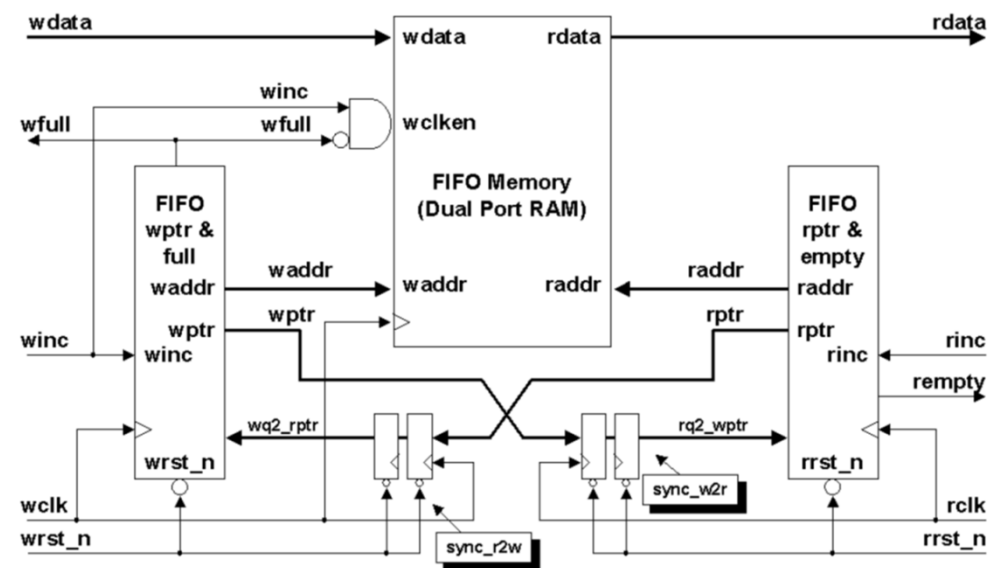 wdata
wdata
rdata
rdata
winc
wfull
wfull
wclken
FIFO Memory
(Dual Port RAM)
FIFO
wptr &
full
waddr
waddr
waddr
wptr
wptr
winc
winc
wrst_n
raddr
raddr
raddr
rptr
rptr
FIFO
rptr &
empty
rinc
rinc
rempty
rrst_n
wq2_rptr
rq2_wptr
sync_w2r
sync_r2w
wclk
wrst_n
rclk
rrst_n